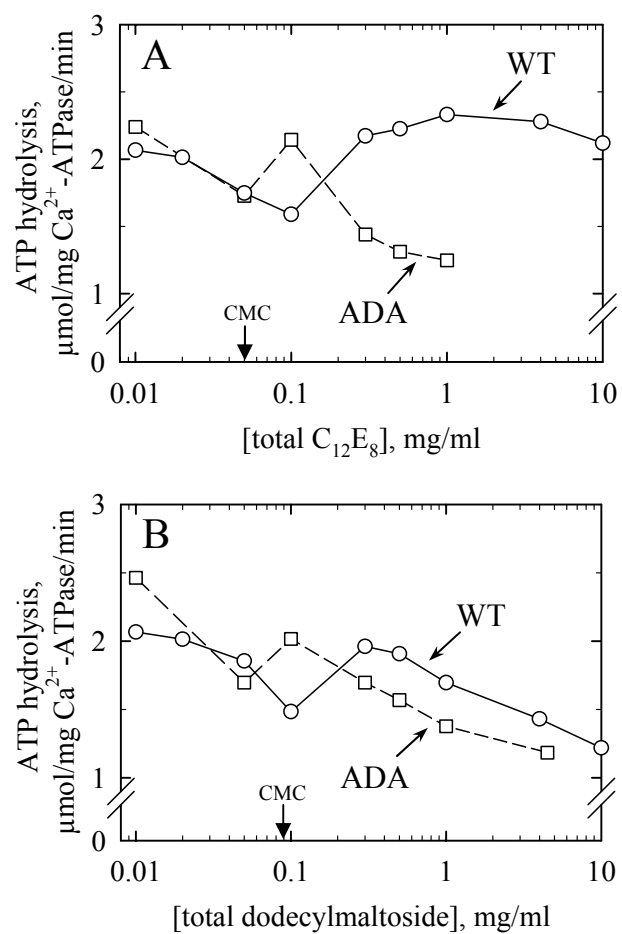 A
WT
ADA
CMC
3
2
1
0
ATP hydrolysis,
μmol/mg Ca²⁺-ATPase/min
0.01 0.1 1 10
[total C₁₂E₈], mg/ml
B
WT
ADA
CMC
3
2
1
0
ATP hydrolysis,
μmol/mg Ca²⁺-ATPase/min
0.01 0.1 1 10
[total dodecylmaltoside], mg/ml